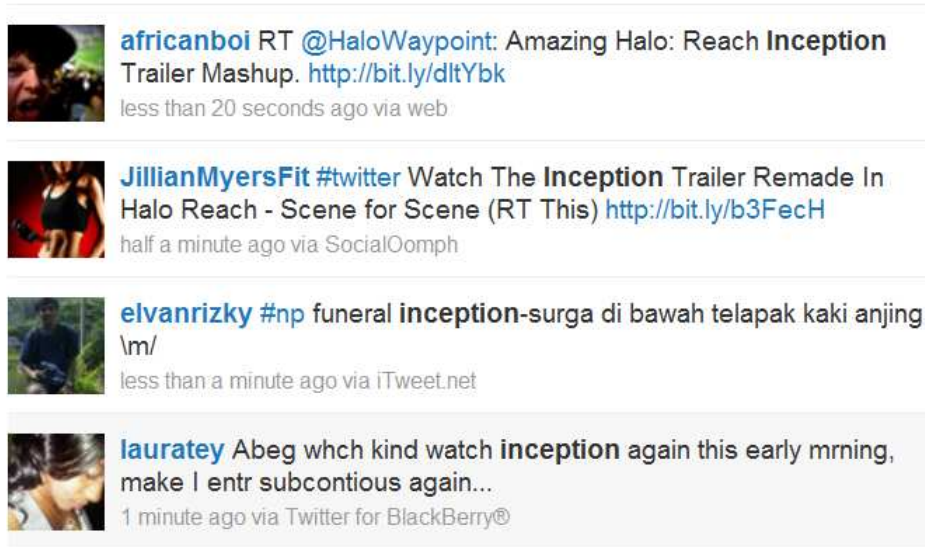 africanboi RT @HaloWaypoint: Amazing Halo: Reach Inception
Trailer Mashup. http://bit.ly/dltYbk
less than 20 seconds ago via web
JillianMyersFit #twitter Watch The Inception Trailer Remade In
Halo Reach - Scene for Scene (RT This) http://bit.ly/b3FecH
half a minute ago via SocialOomph
elvanrizky #np funeral inception-surga di bawah telapak kaki anjing
\m/
less than a minute ago via iTweet.net
lauratey Abeg whch kind watch inception again this early mrning,
make I entr subcontious again...
1 minute ago via Twitter for BlackBerry®